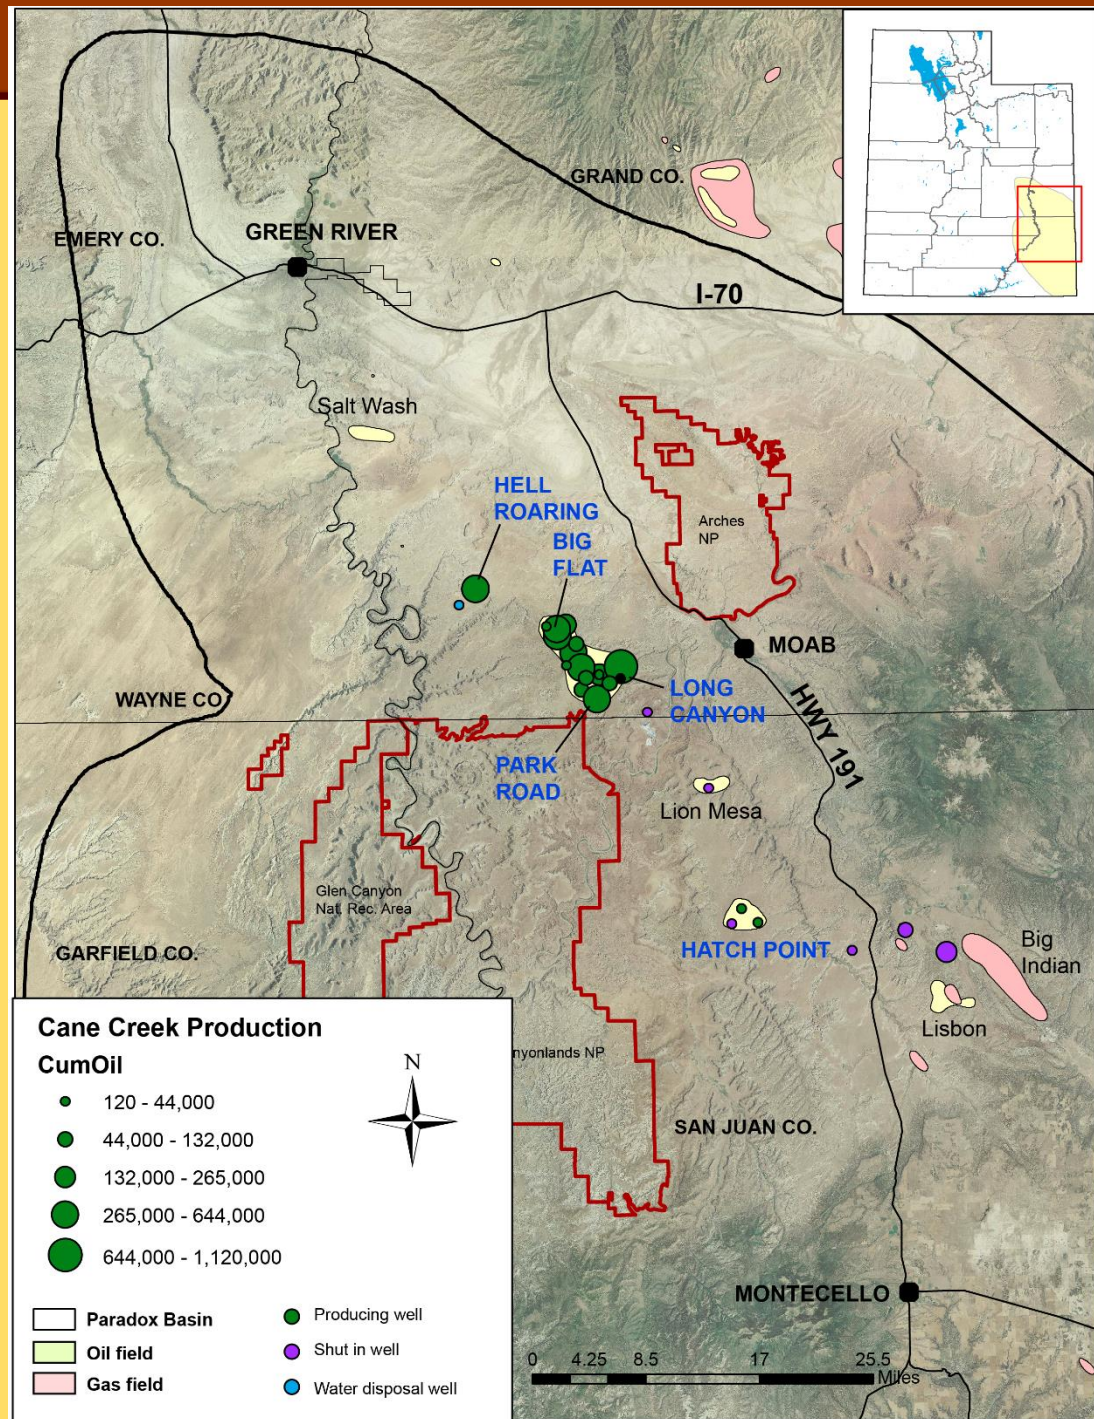 GRAND CO.
EMERY CO.
GREEN RIVER
I-70
Salt Wash
HELL
ROARING
BIG
FLAT
Arches
NP
MOAB
LONG
CANYON
WAYNE CO
HWY 191
PARK
ROAD
Lion Mesa
Glen Canyon
Nat. Rec. Area
GARFIELD CO.
HATCH POINT
Big
Indian
Lisbon
nyonlands NP
SAN JUAN CO.
MONTECELLO
Cane Creek Production
CumOil
120 - 44,000
44,000 - 132,000
132,000 - 265,000
265,000 - 644,000
644,000 - 1,120,000
N
Paradox Basin
Oil field
Gas field
Producing well
Shut in well
Water disposal well
0 4.25 8.5 17 25.5
Miles